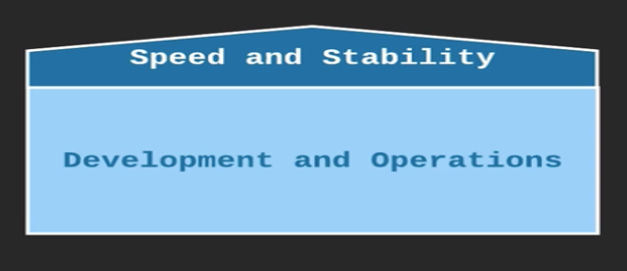 Speed and Stability
Development and Operations